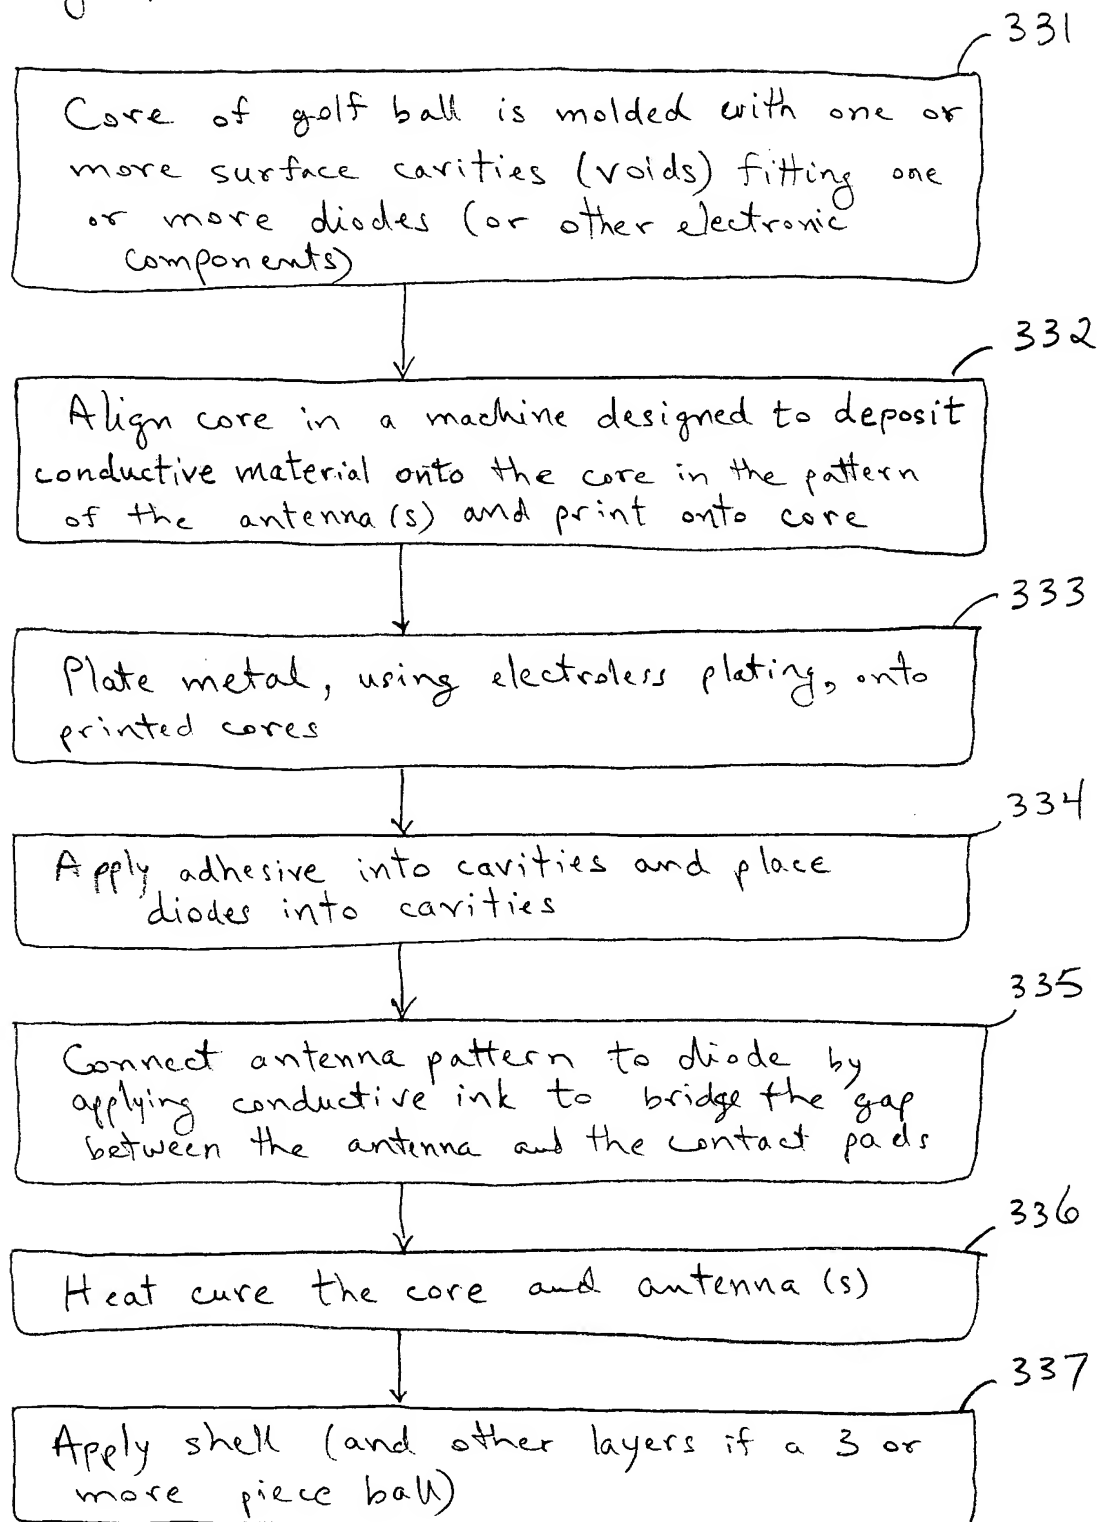 331
Core of golf ball is molded with one or
more surface cavities (voids) fitting one
or more diodes (or other electronic
components)
332
Align core in a machine designed to deposit
conductive material onto the core in the pattern
of the antenna(s) and print onto core
333
Plate metal, using electroless plating, onto
printed cores
334
Apply adhesive into cavities and place
diodes into cavities
335
Connect antenna pattern to diode by
applying conductive ink to bridge the gap
between the antenna and the contact pads
336
Heat cure the core and antenna (s)
337
Apply shell (and other layers if a 3 or
more piece ball)